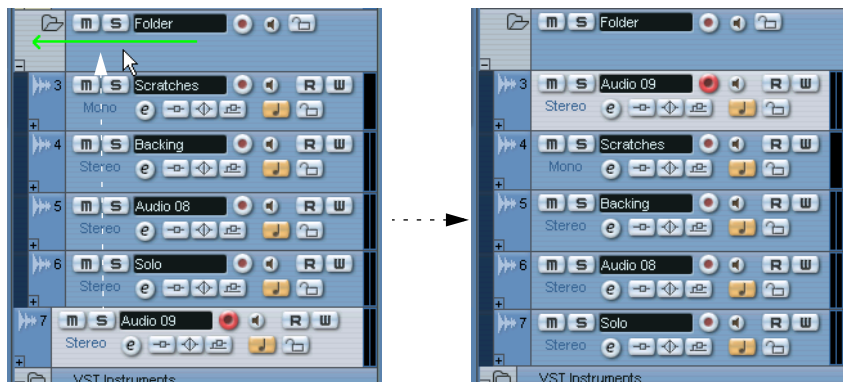 m S Folder
3 m S Scratches R W
Mono e
4 m S Backing R W
Stereo e
5 m S Audio 08 R W
Stereo e
6 m S Solo R W
Stereo e
7 m S Audio 09 R W
Stereo e
VST Instruments
m S Folder
3 m S Audio 09 R W
Stereo e
4 m S Scratches R W
Mono e
5 m S Backing R W
Stereo e
6 m S Audio 08 R W
Stereo e
7 m S Solo R W
Stereo e
VST Instruments